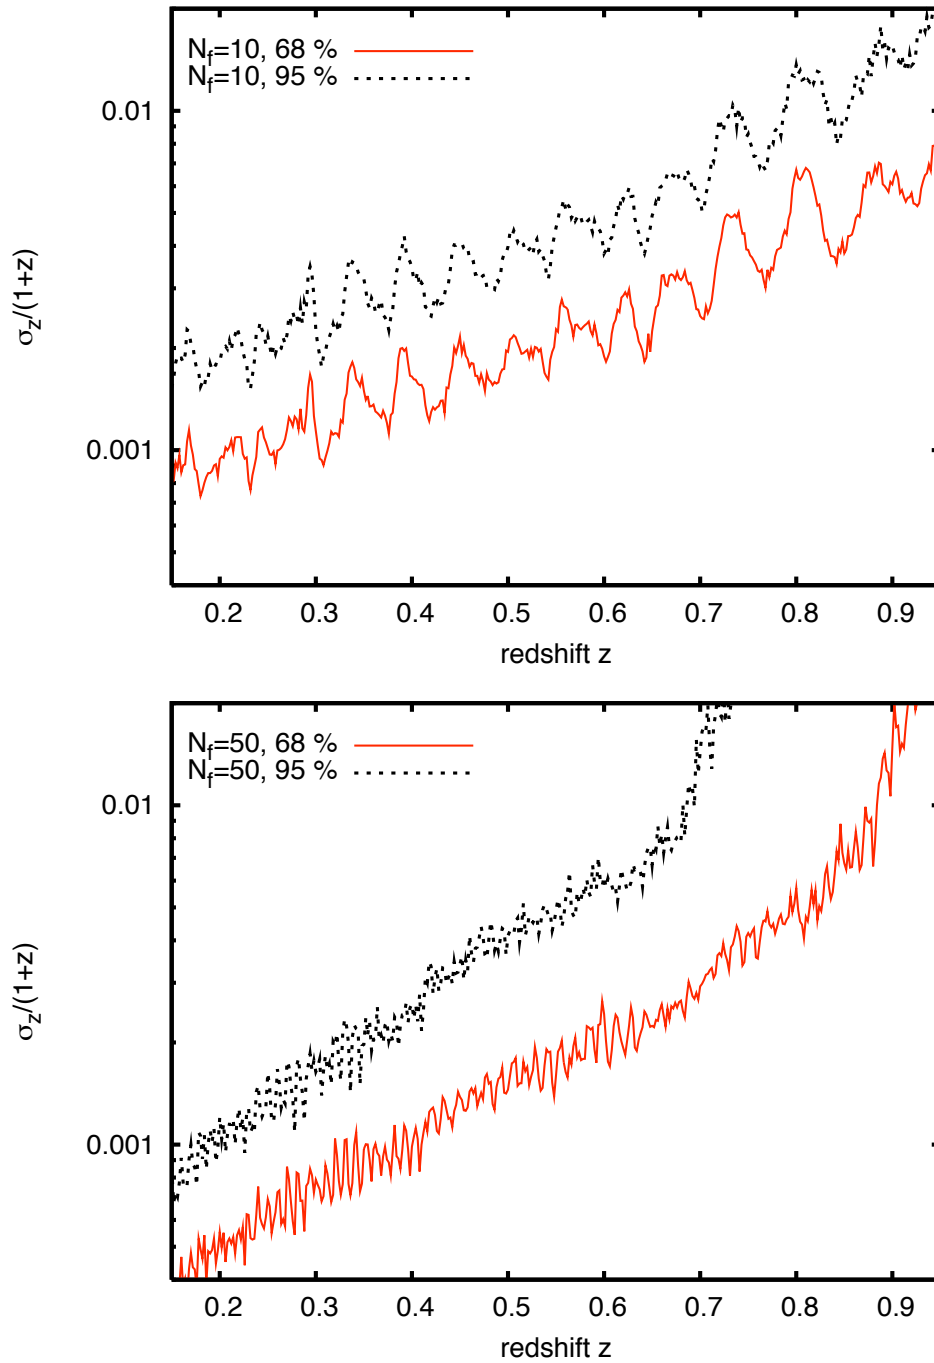 N_f=10, 68 %
N_f=10, 95 %
0.01
0.001
σ_z/(1+z)
0.2 0.3 0.4 0.5 0.6 0.7 0.8 0.9
redshift z
N_f=50, 68 %
N_f=50, 95 %
0.01
0.001
σ_z/(1+z)
0.2 0.3 0.4 0.5 0.6 0.7 0.8 0.9
redshift z